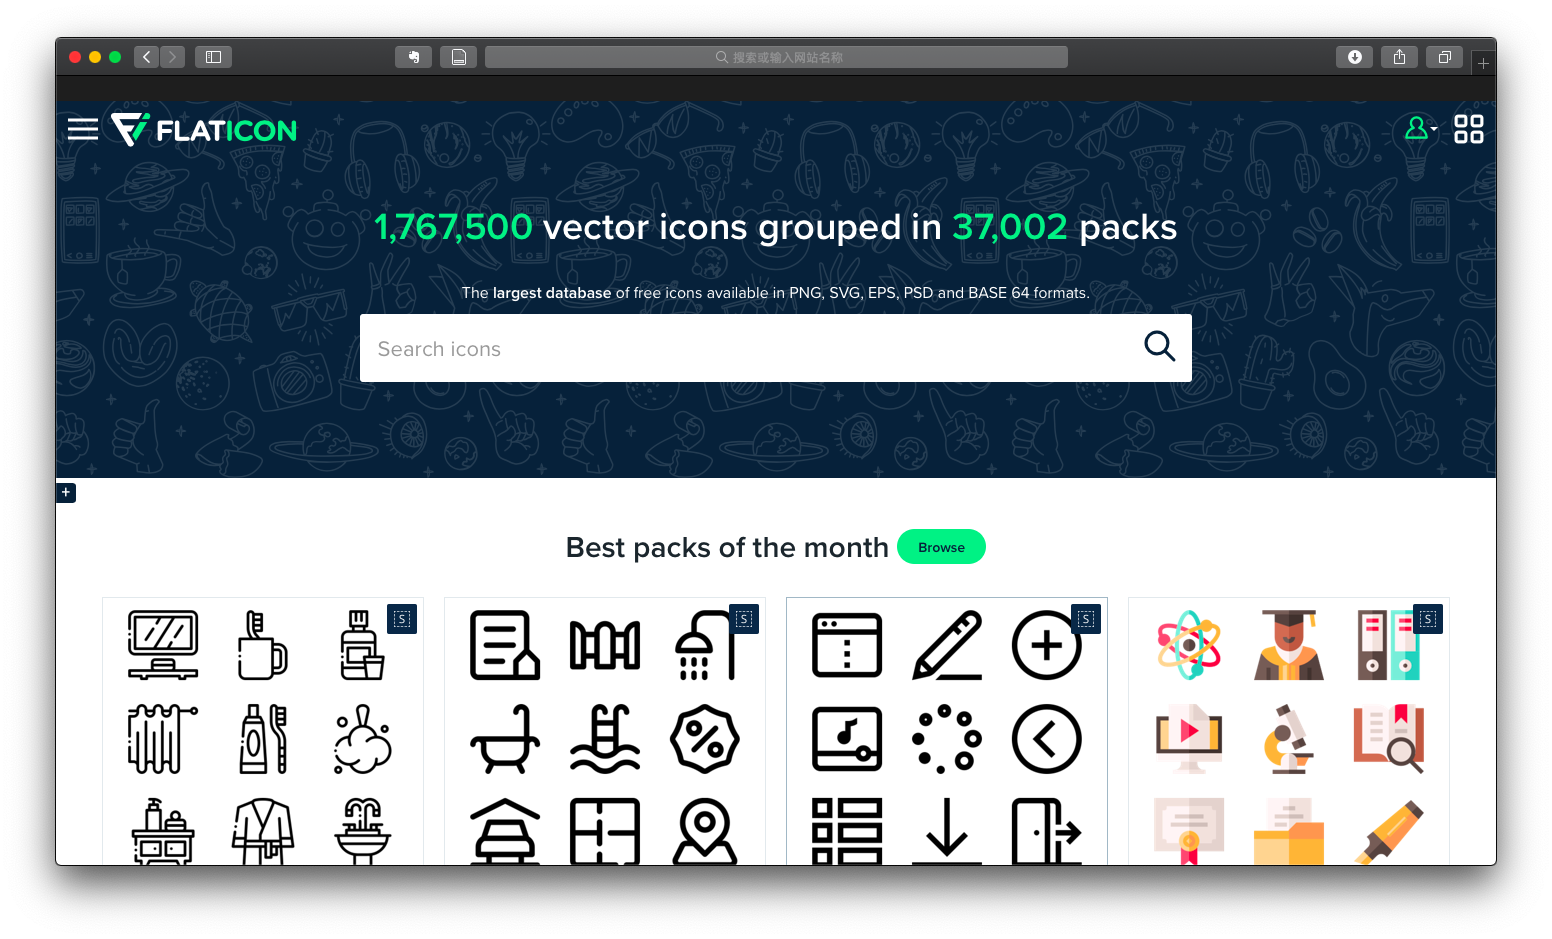 搜索或输入网站名称
FLATICON
1,767,500 vector icons grouped in 37,002 packs
The largest database of free icons available in PNG, SVG, EPS, PSD and BASE 64 formats.
Search icons
Best packs of the month
Browse
S
S
S
S